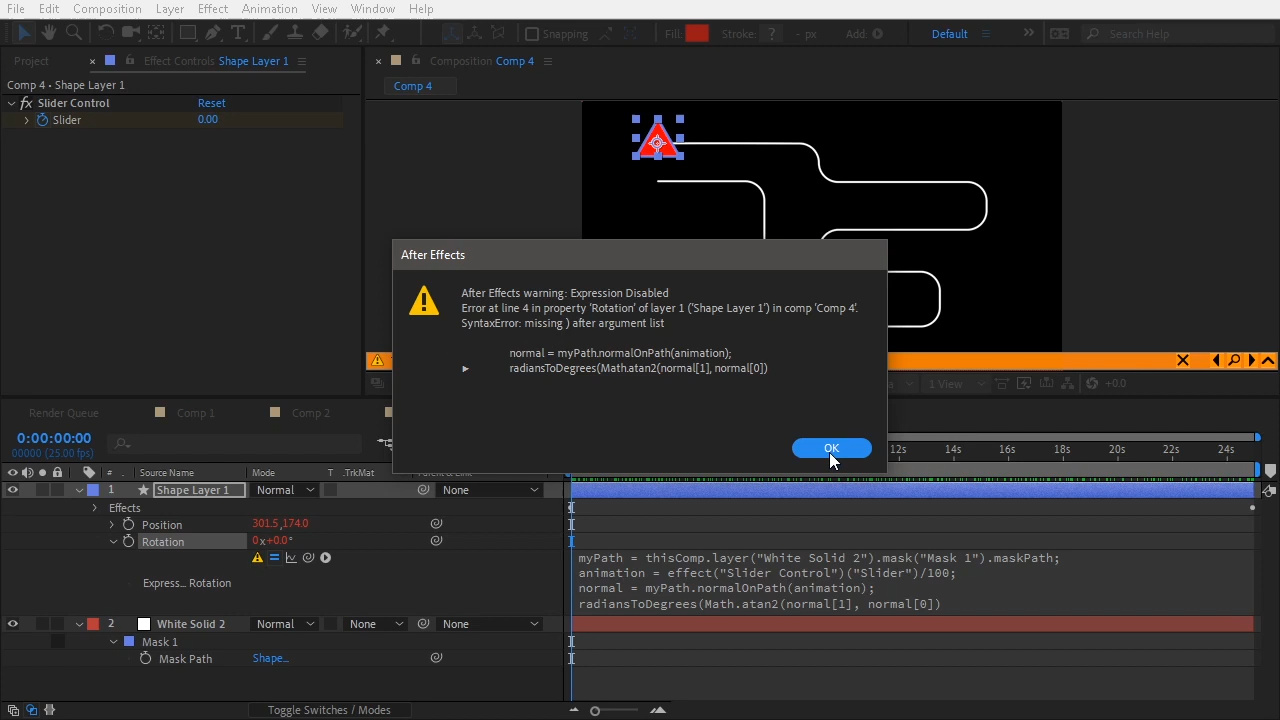 File Edit Composition Layer Effect Animation View Window Help
Snapping Fill: Stroke: ? - px Add: Default Search Help
Project × Effect Controls Shape Layer 1 × Composition Comp 4
Comp 4 • Shape Layer 1 Comp 4
fx Slider Control Reset
Slider 0.00
After Effects
After Effects warning: Expression Disabled
Error at line 4 in property 'Rotation' of layer 1 ('Shape Layer 1') in comp 'Comp 4'.
SyntaxError: missing ) after argument list
normal = myPath.normalOnPath(animation);
radiansToDegrees(Math.atan2(normal[1], normal[0])
1 View +0.0
OK
Render Queue Comp 1 Comp 2
0:00:00:00
00000 (25.00 fps)
12s 14s 16s 18s 20s 22s 24s
# . Source Name Mode T .TrkMat Parent & Link
1 Shape Layer 1 Normal None
Effects
Position 301.5,174.0
Rotation 0x+0.0°
Express... Rotation
myPath = thisComp.layer("White Solid 2").mask("Mask 1").maskPath;
animation = effect("Slider Control")("Slider")/100;
normal = myPath.normalOnPath(animation);
radiansToDegrees(Math.atan2(normal[1], normal[0])
2 White Solid 2 Normal None None
Mask 1
Mask Path Shape...
Toggle Switches / Modes